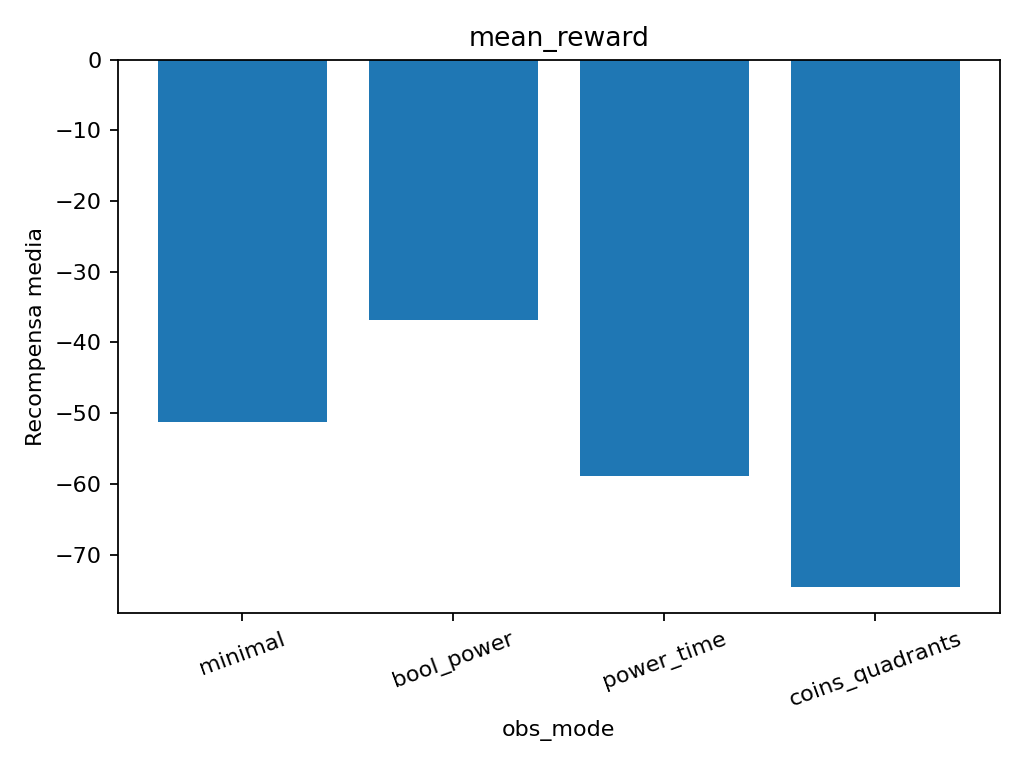 mean_reward
Recompensa media
0
−10
−20
−30
−40
−50
−60
−70
minimal
bool_power
power_time
coins_quadrants
obs_mode